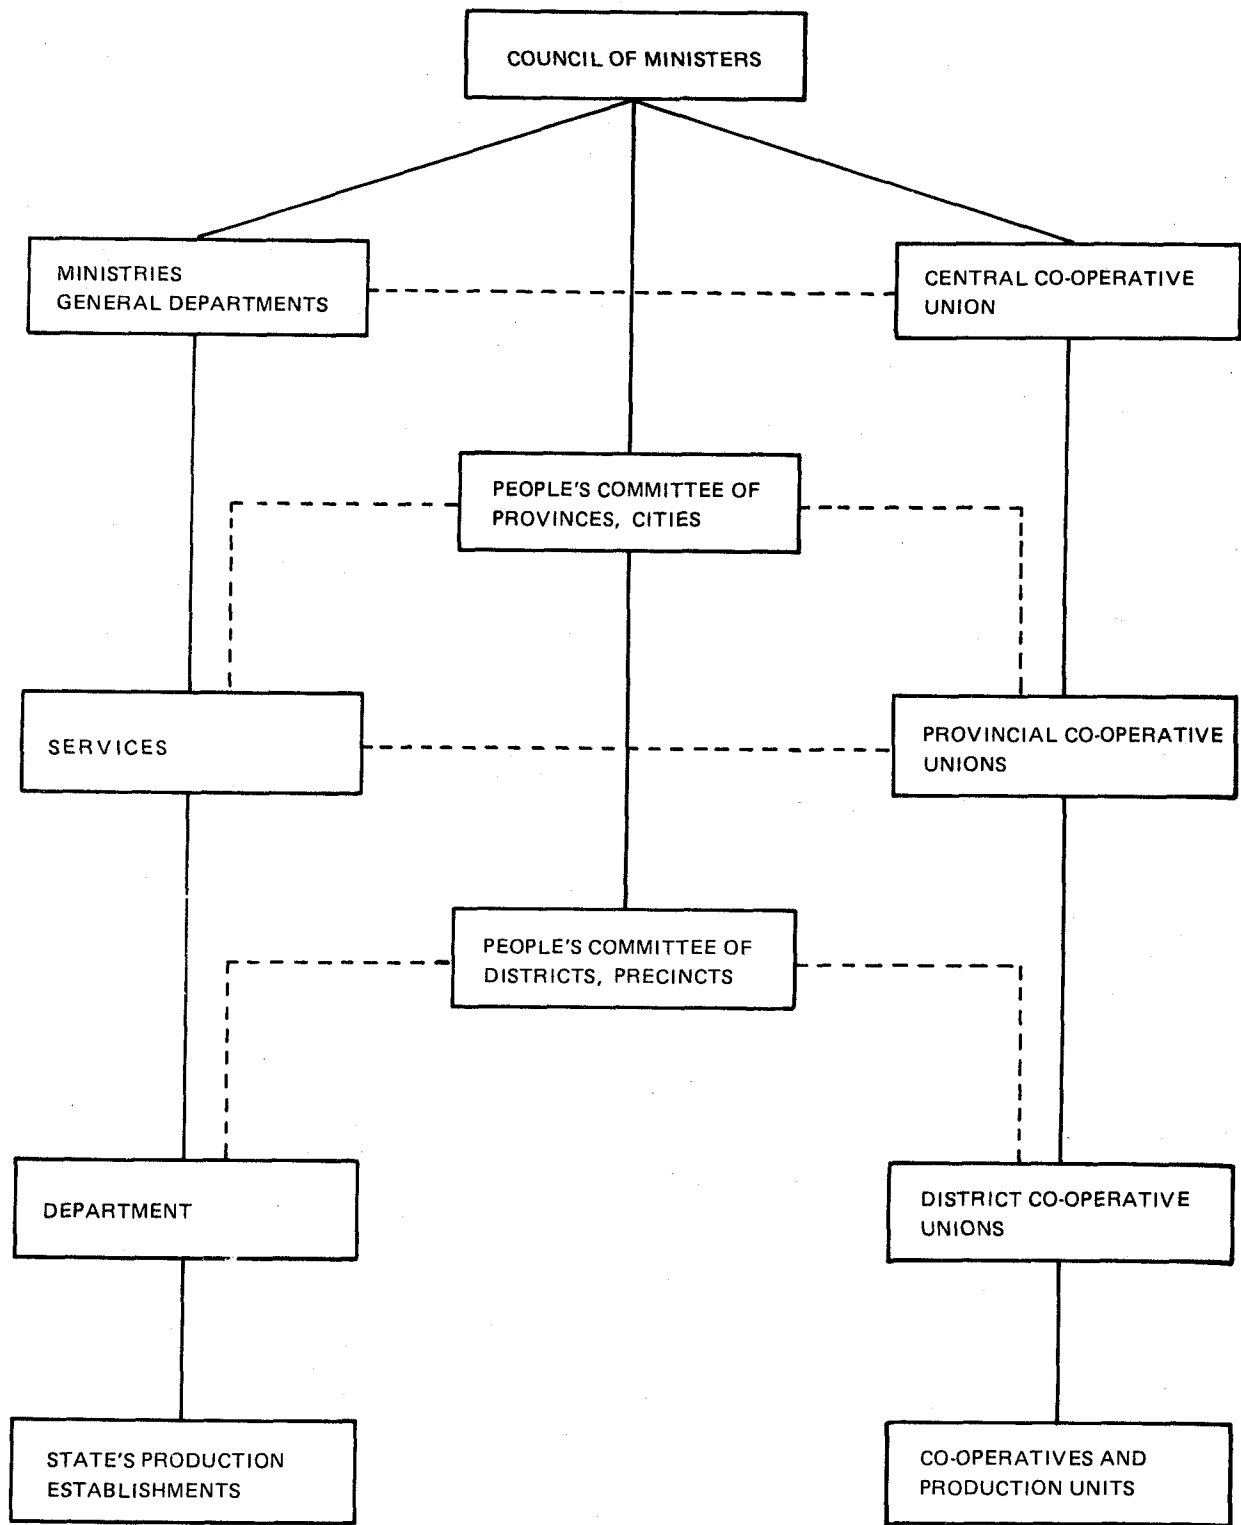 COUNCIL OF MINISTERS
MINISTRIES
GENERAL DEPARTMENTS
CENTRAL CO-OPERATIVE
UNION
PEOPLE'S COMMITTEE OF
PROVINCES, CITIES
SERVICES
PROVINCIAL CO-OPERATIVE
UNIONS
PEOPLE'S COMMITTEE OF
DISTRICTS, PRECINCTS
DEPARTMENT
DISTRICT CO-OPERATIVE
UNIONS
STATE'S PRODUCTION
ESTABLISHMENTS
CO-OPERATIVES AND
PRODUCTION UNITS